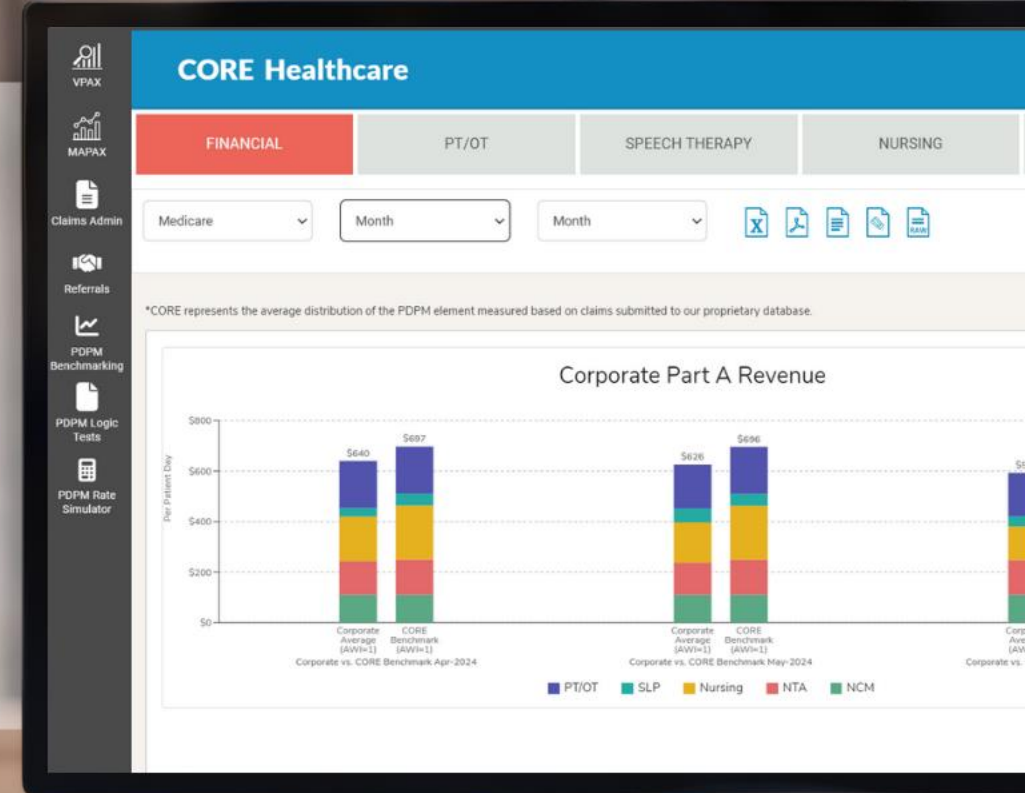 VPAX
MAPAX
Claims Admin
Referrals
PDPM
Benchmarking
PDPM Logic
Tests
PDPM Rate
Simulator
CORE Healthcare
FINANCIAL
PT/OT
SPEECH THERAPY
NURSING
Medicare
Month
Month
X
RAW
*CORE represents the average distribution of the PDPM element measured based on claims submitted to our proprietary database.
Corporate Part A Revenue
Per Patient Day
$800
$600
$400
$200
$0
$640
$697
$626
$696
Corporate
Average
(AWI=1)
CORE
Benchmark
(AWI=1)
Corporate vs. CORE Benchmark Apr-2024
Corporate
Average
(AWI=1)
CORE
Benchmark
(AWI=1)
Corporate vs. CORE Benchmark May-2024
Corporate vs.
PT/OT
SLP
Nursing
NTA
NCM